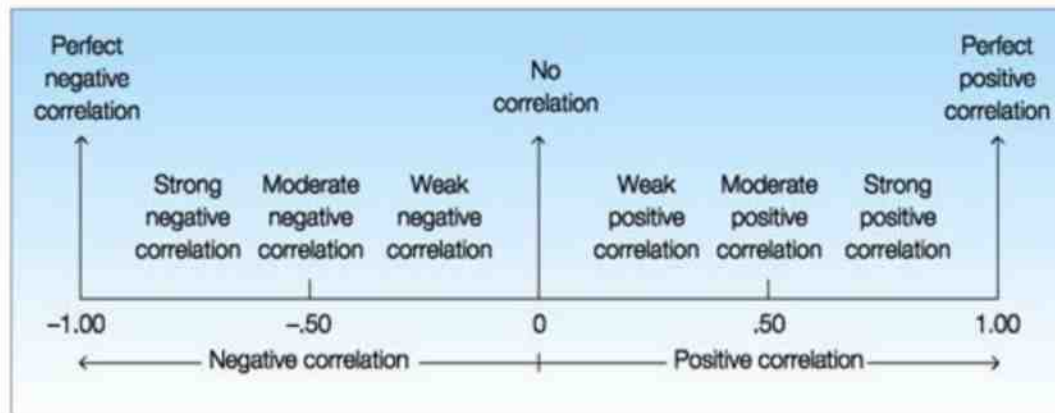 Perfect
negative
correlation
No
correlation
Perfect
positive
correlation
Strong
negative
correlation
Moderate
negative
correlation
Weak
negative
correlation
Weak
positive
correlation
Moderate
positive
correlation
Strong
positive
correlation
−1.00
−.50
0
.50
1.00
Negative correlation
Positive correlation